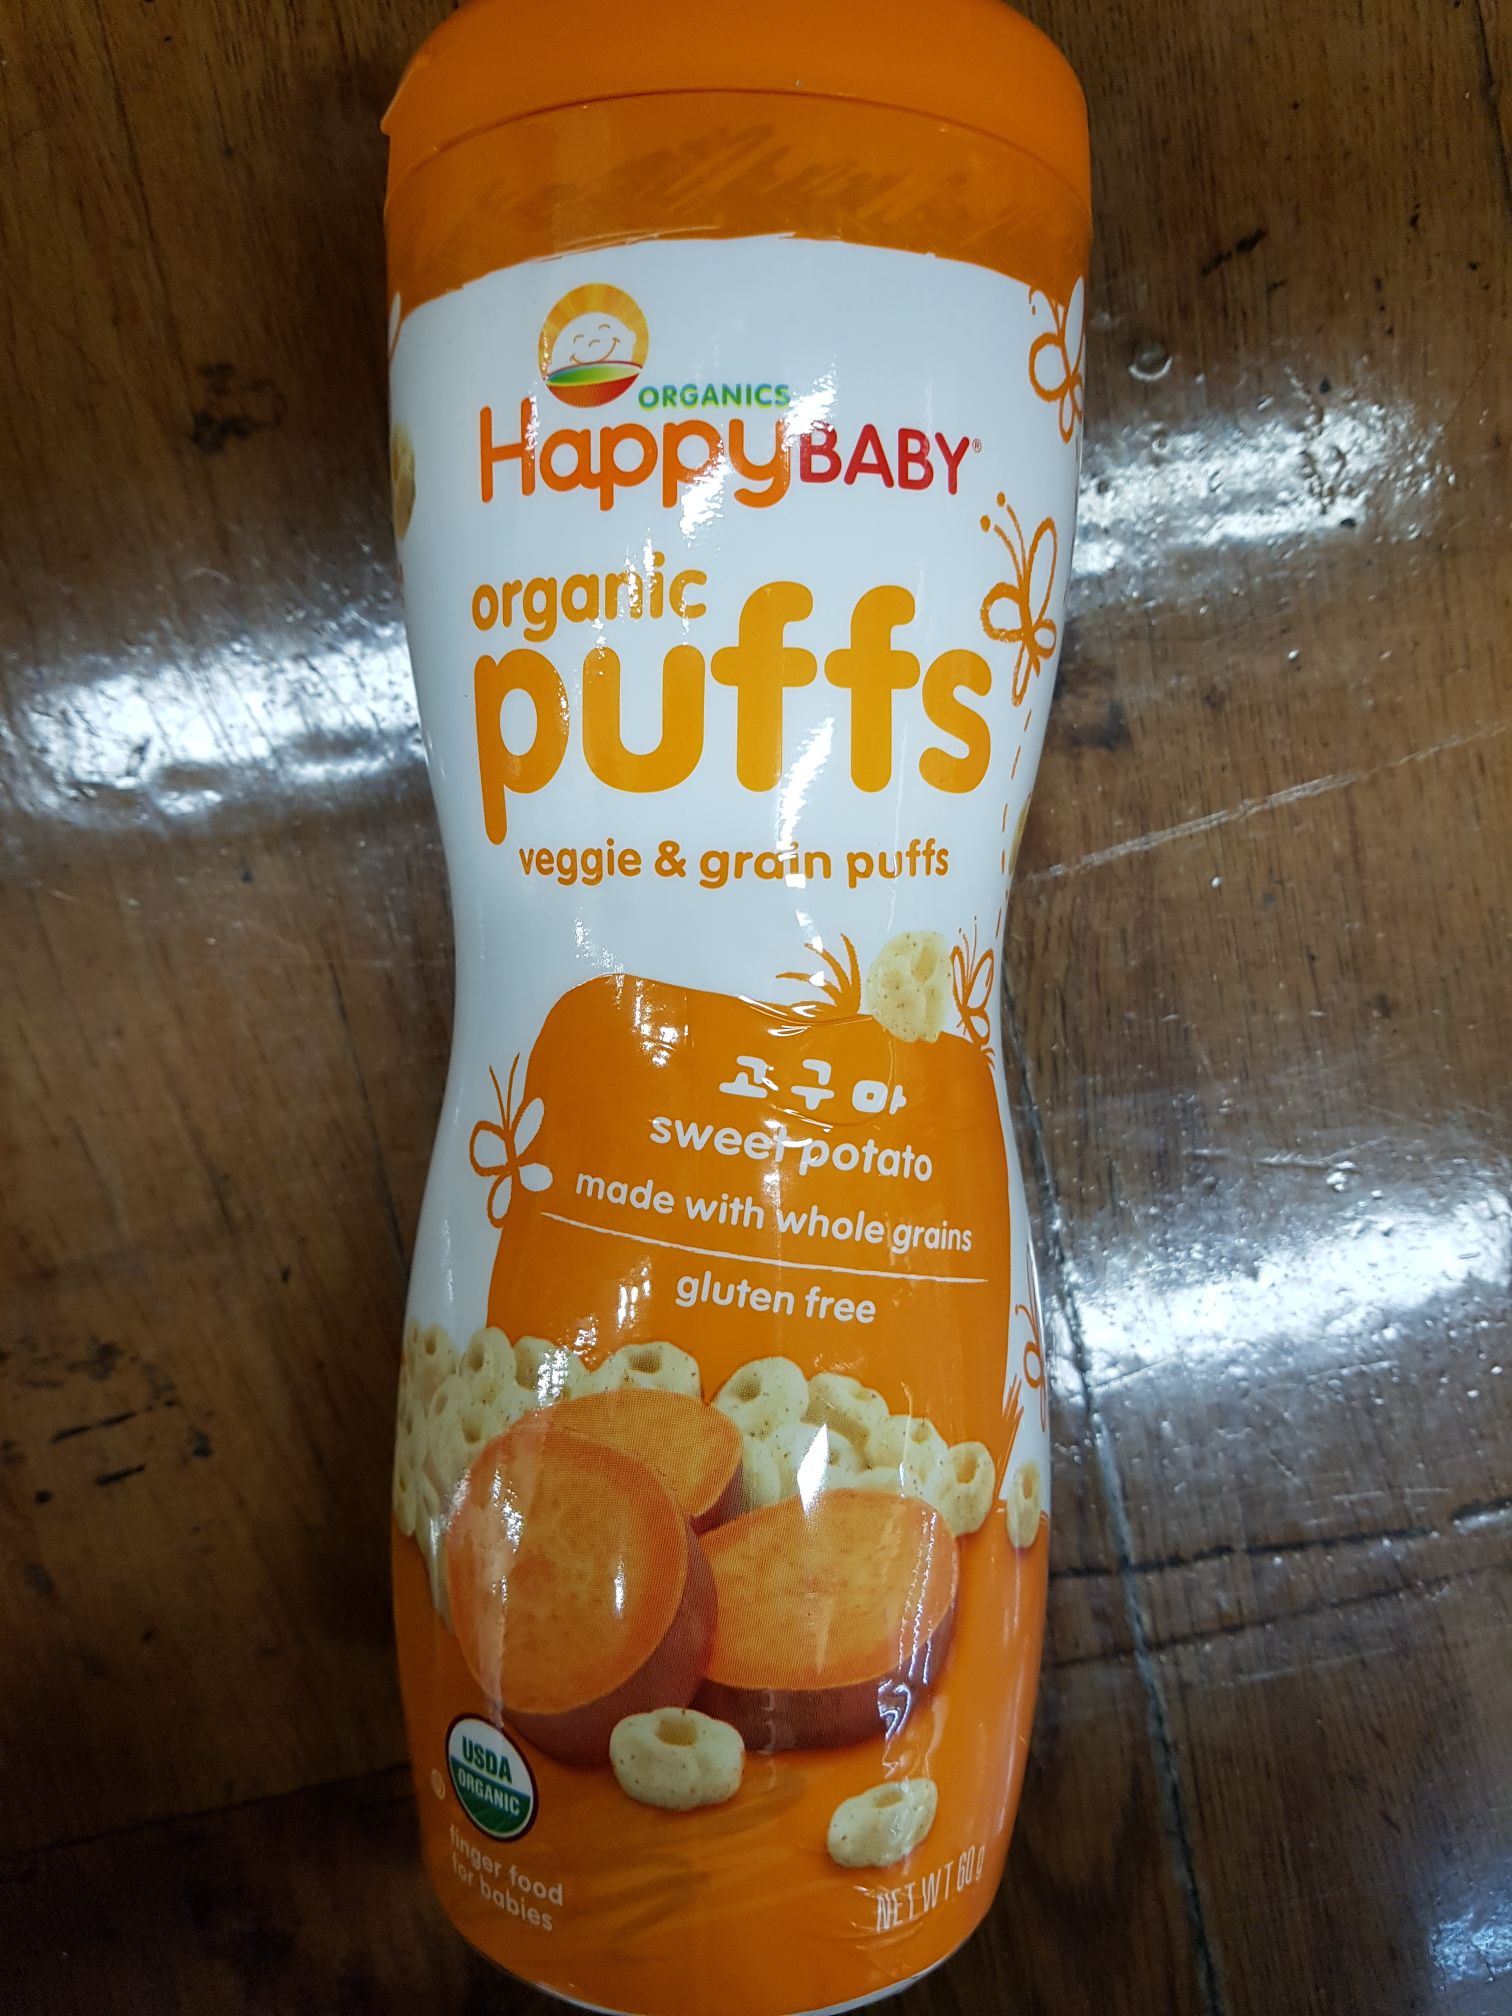 ORGANICS
HappyBABY®
organic
puffs
veggie & grain puffs
고구마
sweet potato
made with whole grains
gluten free
USDA
ORGANIC
finger food
for babies
NET WT 60 g